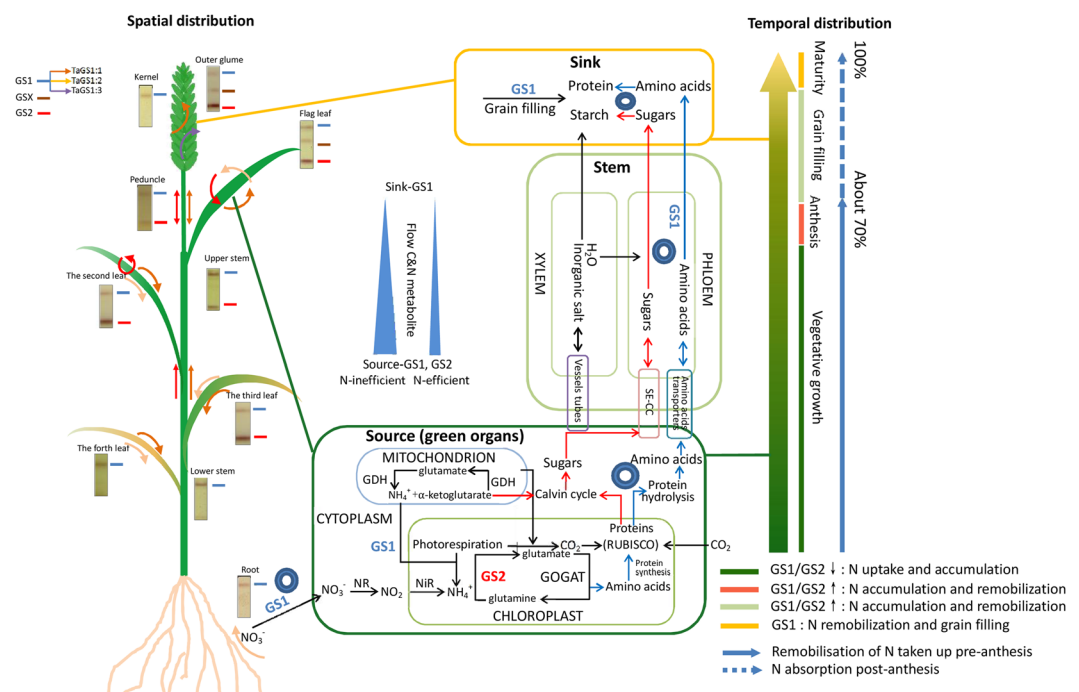 Spatial distribution
Temporal distribution
GS1
TaGS1:1
TaGS1:2
TaGS1:3
GSX
GS2
Kernel
Outer glume
Flag leaf
Peduncle
The second leaf
Upper stem
The third leaf
The forth leaf
Lower stem
Root
GS1
NO3-
Sink-GS1
Flow C&N metabolite
Source-GS1, GS2
N-inefficient N-efficient
Sink
GS1
Grain filling
Protein
Amino acids
Starch
Sugars
Stem
XYLEM
H2O
Inorganic salt
GS1
Sugars
Amino acids
PHLOEM
Vessels tubes
SE-CC
Amino acids
transporters
Source (green organs)
MITOCHONDRION
GDH
glutamate
GDH
NH4+ +α-ketoglutarate
CYTOPLASM
GS1
Sugars
Calvin cycle
Amino acids
Protein
hydrolysis
Proteins
(RUBISCO)
Photorespiration
CO2
CO2
glutamate
GS2
GOGAT
Protein
synthesis
Amino acids
NO3-
NR
NO2
NiR
NH4+
glutamine
CHLOROPLAST
Maturity
Grain filling
Anthesis
Vegetative growth
100%
About 70%
GS1/GS2 ↓ : N uptake and accumulation
GS1/GS2 ↑ : N accumulation and remobilization
GS1/GS2 ↑ : N accumulation and remobilization
GS1 : N remobilization and grain filling
Remobilisation of N taken up pre-anthesis
N absorption post-anthesis